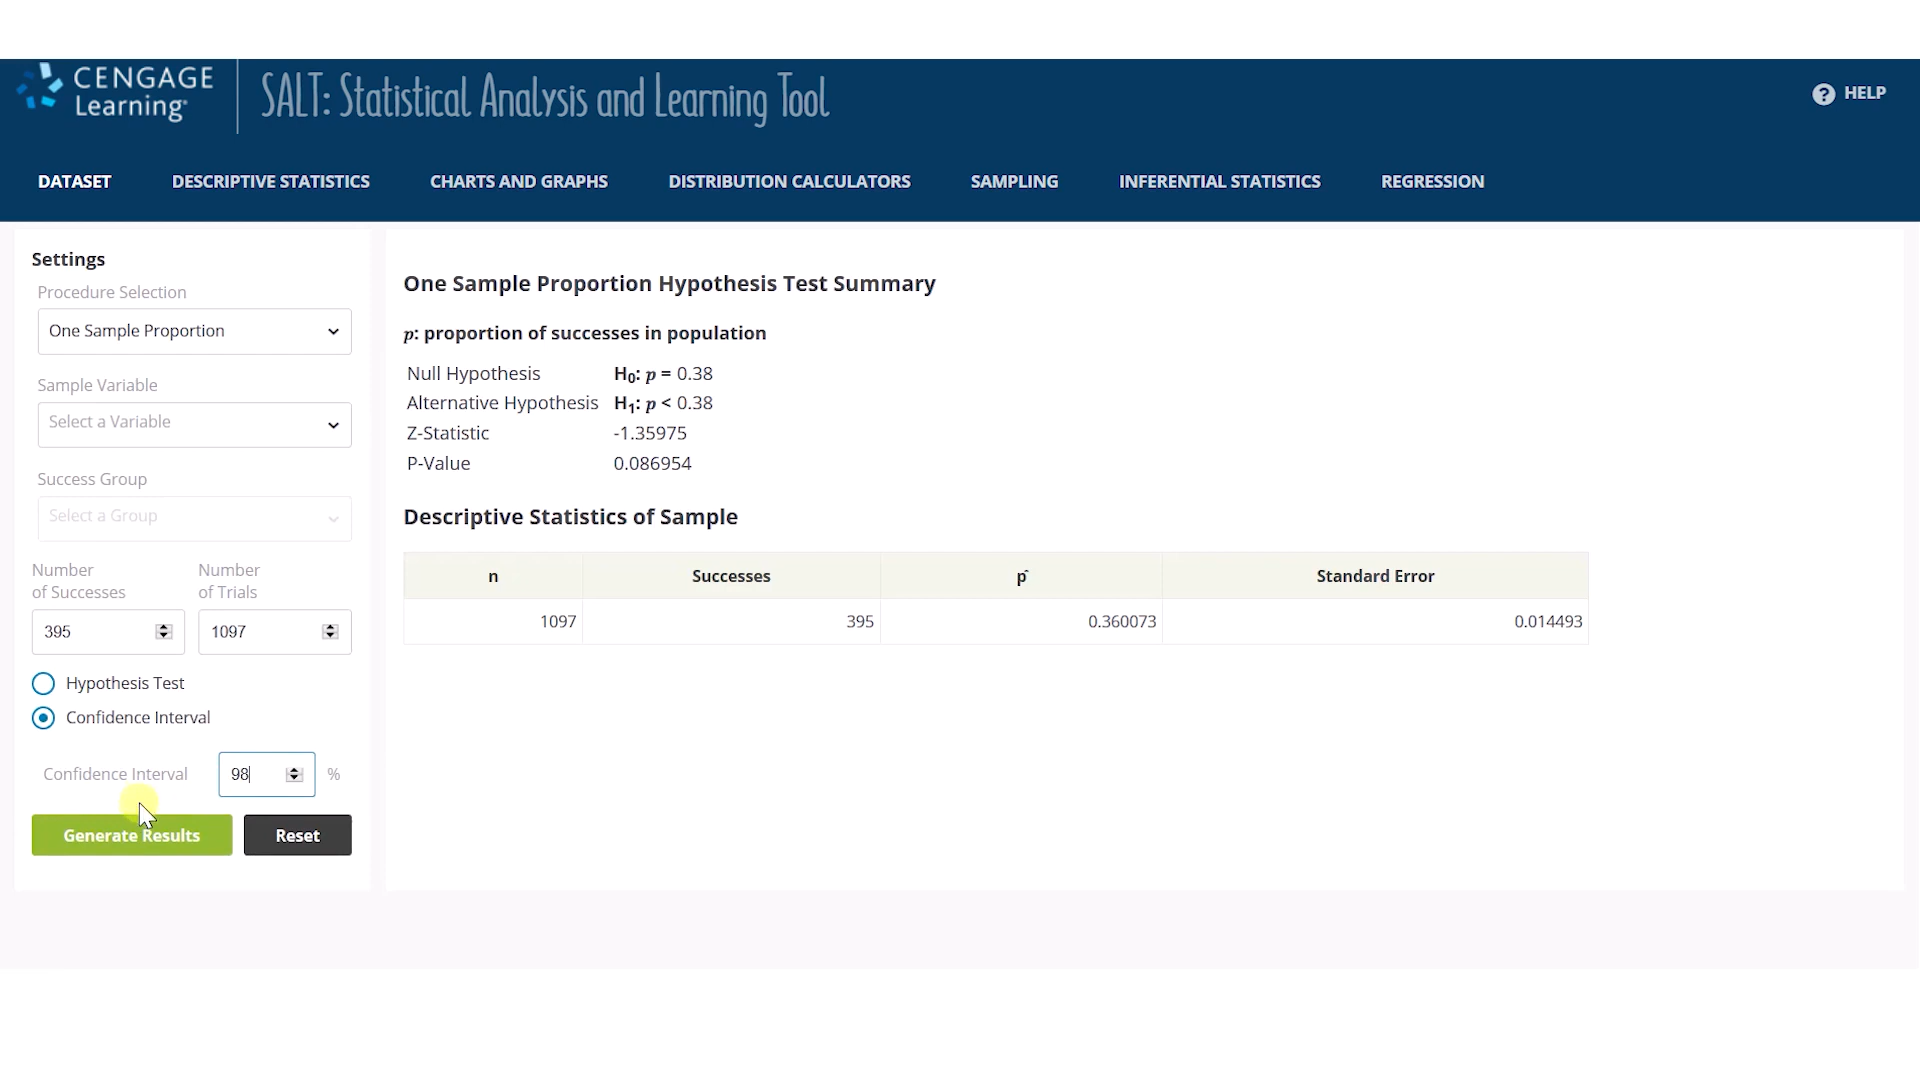 CENGAGE
Learning
SALT: Statistical Analysis and Learning Tool
? HELP
DATASET
DESCRIPTIVE STATISTICS
CHARTS AND GRAPHS
DISTRIBUTION CALCULATORS
SAMPLING
INFERENTIAL STATISTICS
REGRESSION
Settings
Procedure Selection
One Sample Proportion
Sample Variable
Select a Variable
Success Group
Select a Group
Number of Successes
Number of Trials
395
1097
Hypothesis Test
Confidence Interval
Confidence Interval 98 %
Generate Results
Reset
One Sample Proportion Hypothesis Test Summary
p: proportion of successes in population
Null Hypothesis H₀: p = 0.38
Alternative Hypothesis H₁: p < 0.38
Z-Statistic -1.35975
P-Value 0.086954
Descriptive Statistics of Sample
n Successes p̂ Standard Error
1097 395 0.360073 0.014493